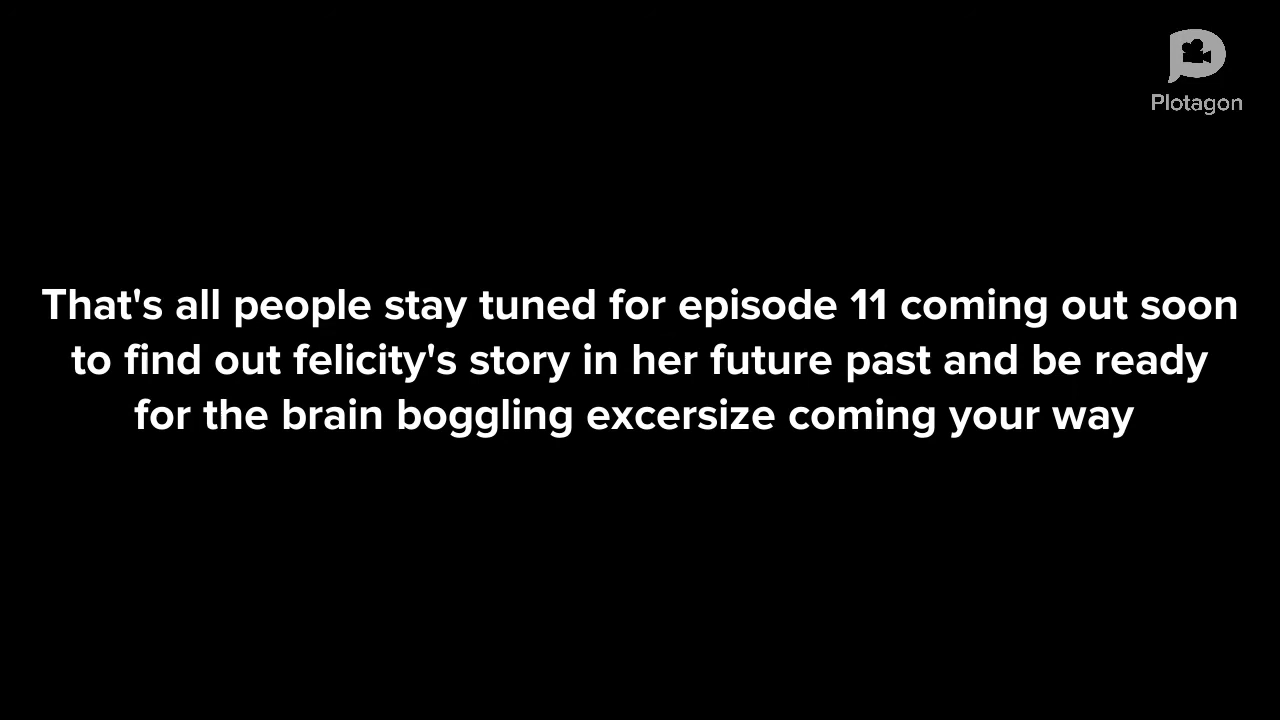 Plotagon
That's all people stay tuned for episode 11 coming out soon
to find out felicity's story in her future past and be ready
for the brain boggling excersize coming your way